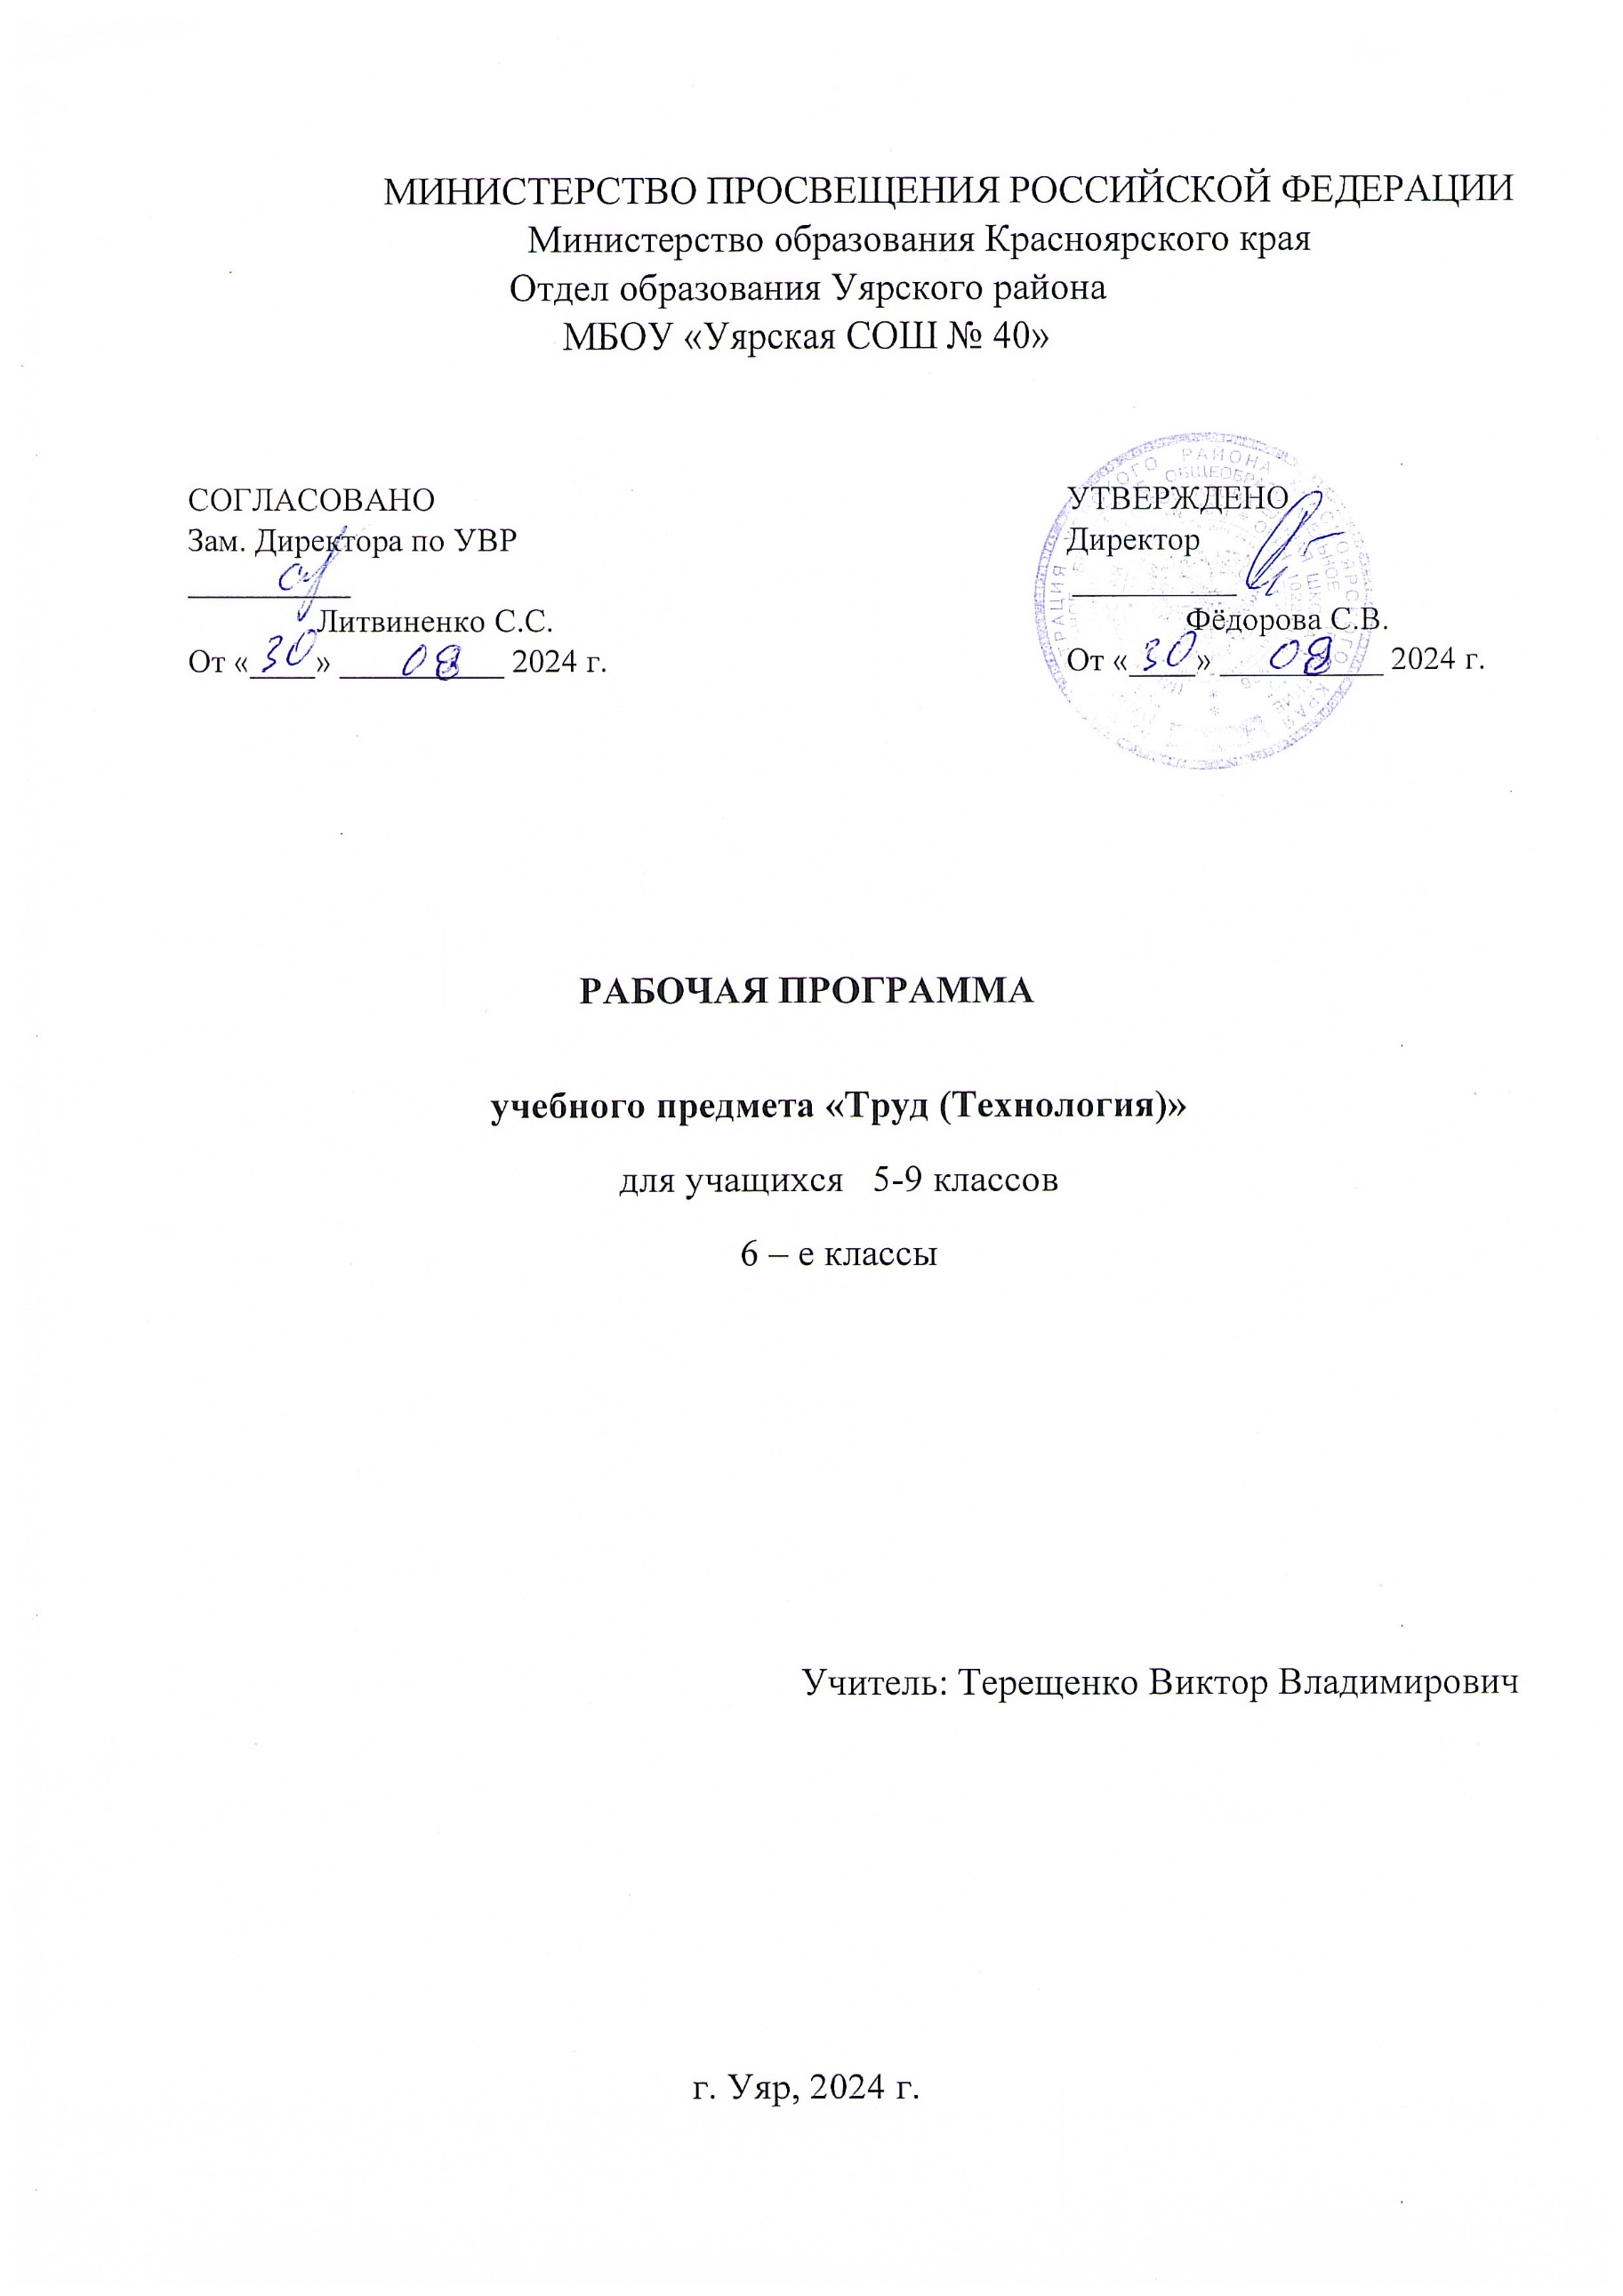 МИНИСТЕРСТВО ПРОСВЕЩЕНИЯ РОССИЙСКОЙ ФЕДЕРАЦИИ
Министерство образования Красноярского края
Отдел образования Уярского района
МБОУ «Уярская СОШ № 40»
СОГЛАСОВАНО
Зам. Директора по УВР
Литвиненко С.С.
От «30» 08 2024 г.
УТВЕРЖДЕНО
Директор
Фёдорова С.В.
От «30» 08 2024 г.
РАЙОНА
РАБОЧАЯ ПРОГРАММА
учебного предмета «Труд (Технология)»
для учащихся 5-9 классов
6 – е классы
Учитель: Терещенко Виктор Владимирович
г. Уяр, 2024 г.